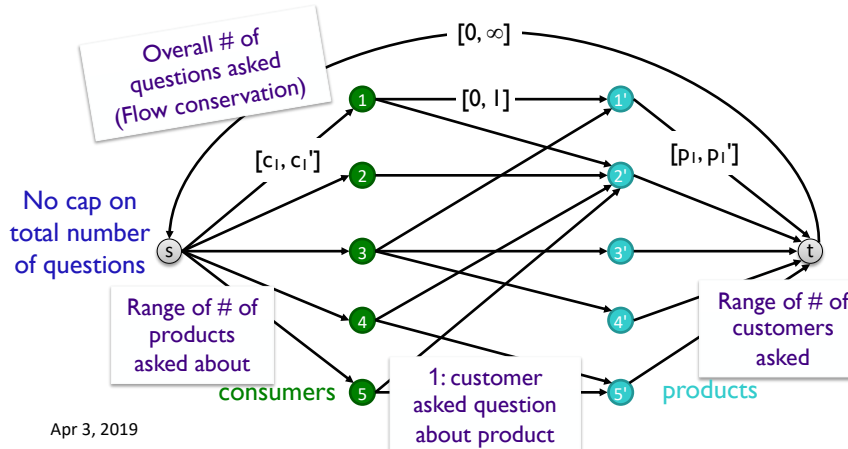 Overall # of
questions asked
(Flow conservation)
[0, ∞]
[0, 1]
[c₁, c₁']
[p₁, p₁']
No cap on
total number
of questions
s
1
2
3
4
5
1'
2'
3'
4'
5'
t
Range of # of
products
asked about
Range of # of
customers
asked
consumers
1: customer
asked question
about product
products
Apr 3, 2019